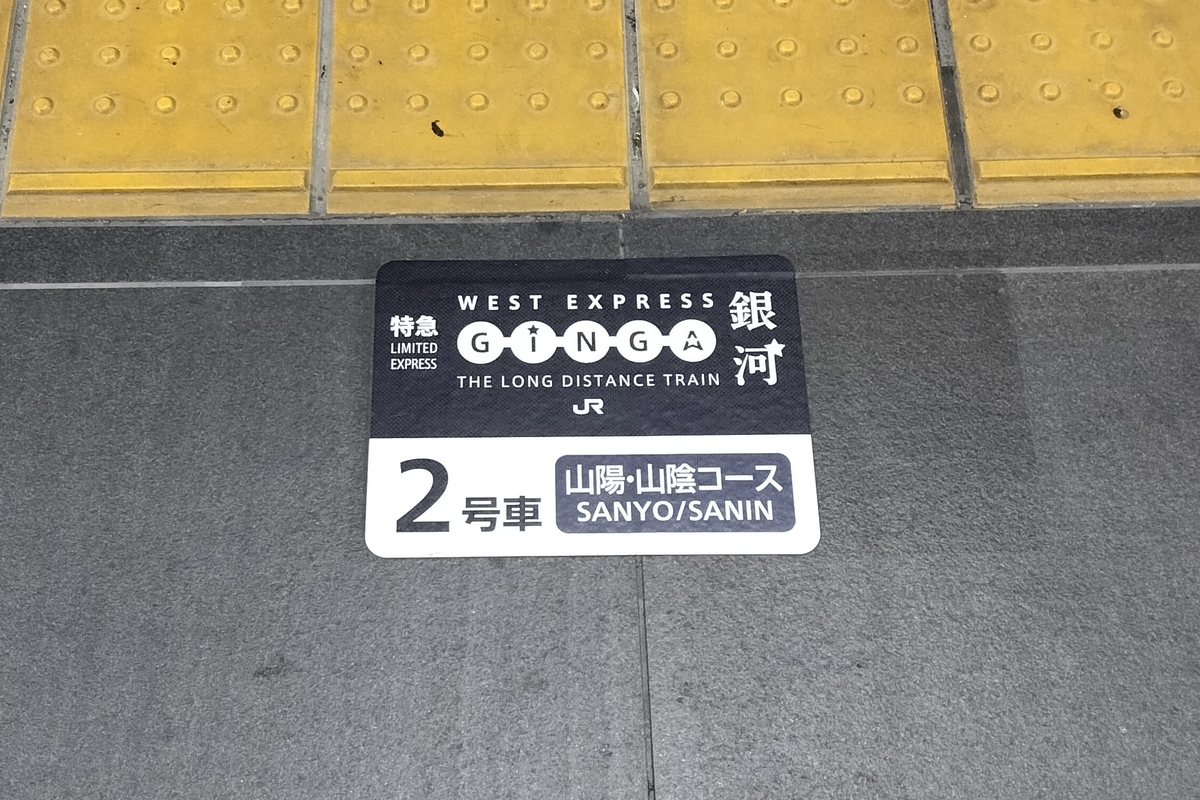 特急
LIMITED
EXPRESS
WEST EXPRESS
GiNGA
THE LONG DISTANCE TRAIN
JR
銀河
2号車
山陽・山陰コース
SANYO/SANIN